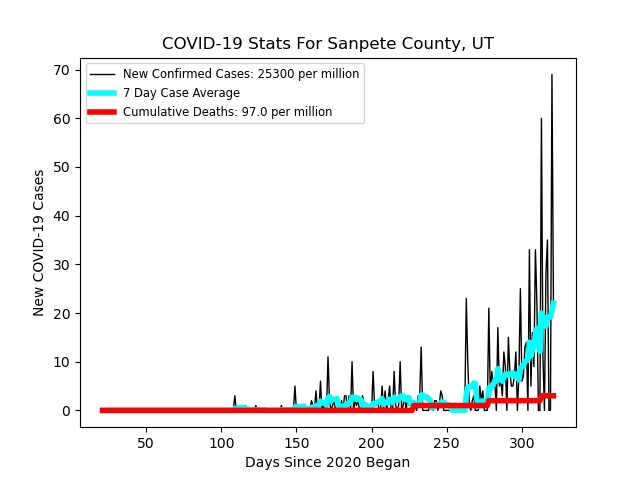 COVID-19 Stats For Sanpete County, UT
New Confirmed Cases: 25300 per million
7 Day Case Average
Cumulative Deaths: 97.0 per million
New COVID-19 Cases
70
60
50
40
30
20
10
0
50 100 150 200 250 300
Days Since 2020 Began